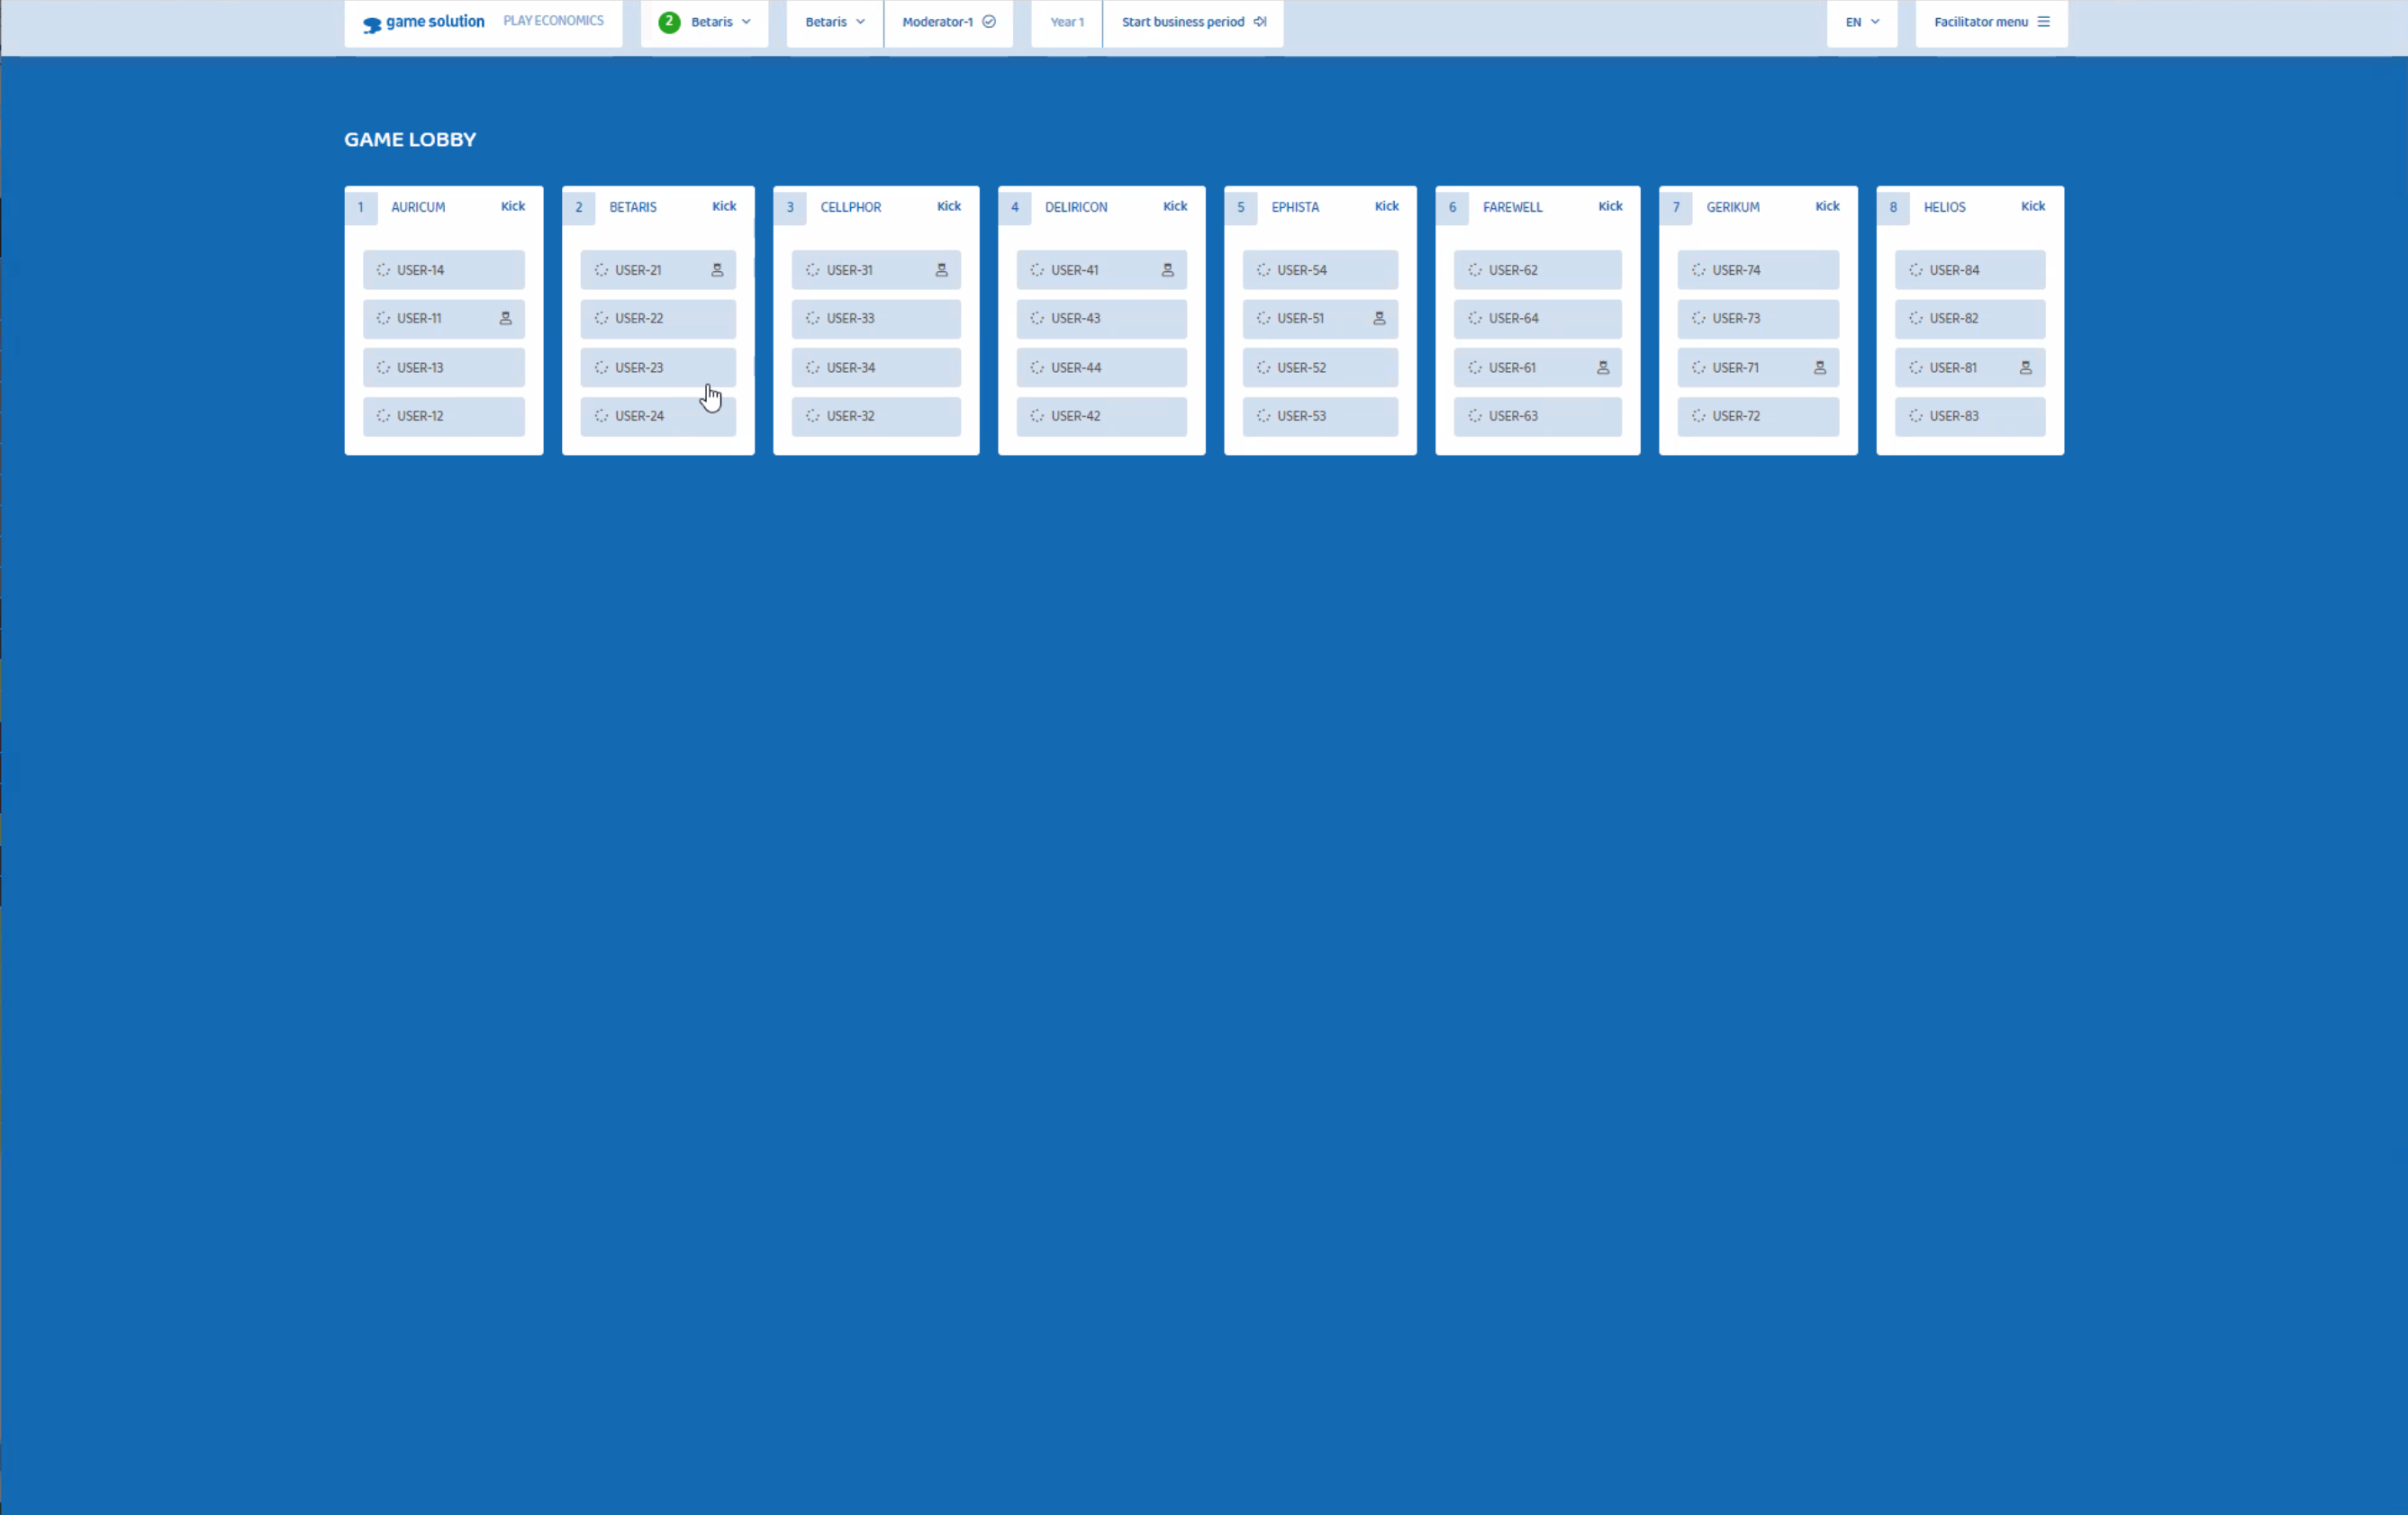 game solution PLAY ECONOMICS 2 Betaris Betaris Moderator-1 Year 1 Start business period EN Facilitator menu
GAME LOBBY
1 AURICUM Kick
USER-14
USER-11
USER-13
USER-12
2 BETARIS Kick
USER-21
USER-22
USER-23
USER-24
3 CELLPHOR Kick
USER-31
USER-33
USER-34
USER-32
4 DELIRICON Kick
USER-41
USER-43
USER-44
USER-42
5 EPHISTA Kick
USER-54
USER-51
USER-52
USER-53
6 FAREWELL Kick
USER-62
USER-64
USER-61
USER-63
7 GERIKUM Kick
USER-74
USER-73
USER-71
USER-72
8 HELIOS Kick
USER-84
USER-82
USER-81
USER-83